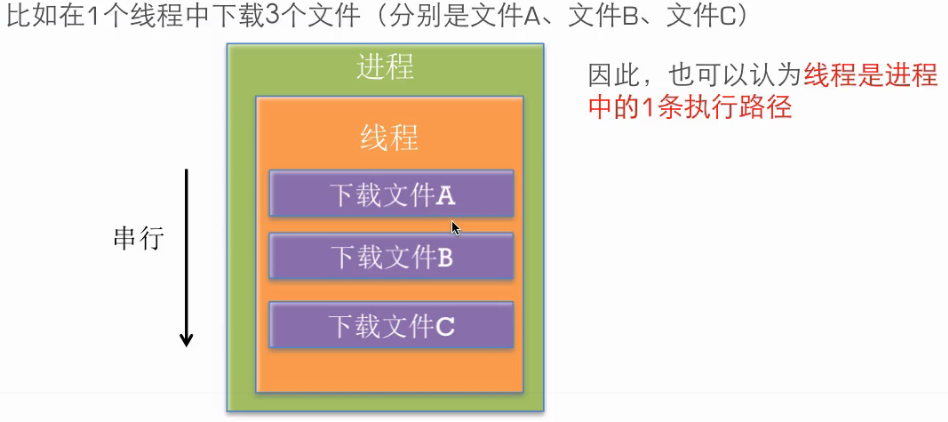 比如在1个线程中下载3个文件（分别是文件A、文件B、文件C）
进程
因此，也可以认为线程是进程
中的1条执行路径
线程
下载文件A
串行
下载文件B
下载文件C